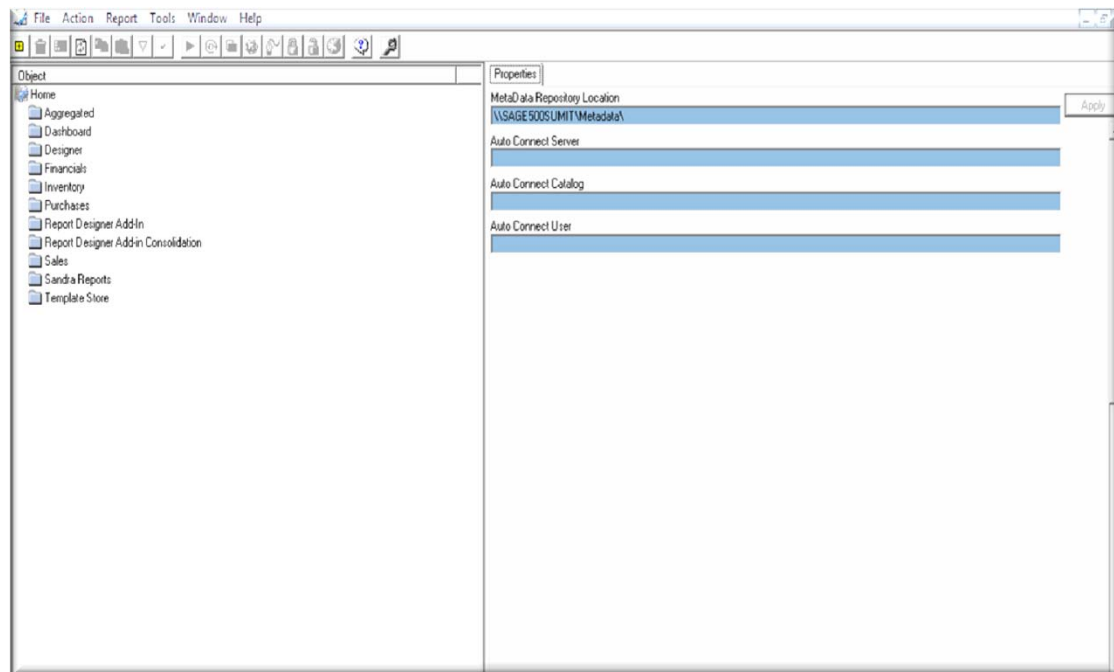 File Action Report Tools Window Help
Object
Home
Aggregated
Dashboard
Designer
Financials
Inventory
Purchases
Report Designer Add-In
Report Designer Add-in Consolidation
Sales
Sandra Reports
Template Store
Properties
MetaData Repository Location
\\SAGE500SUMIT\Metadata\
Apply
Auto Connect Server
Auto Connect Catalog
Auto Connect User